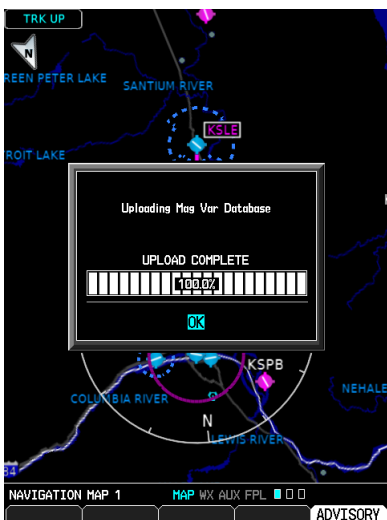 TRK UP
N
REEN PETER LAKE
SANTIUM RIVER
KSLE
ROIT LAKE
Uploading Mag Var Database
UPLOAD COMPLETE
100.0%
OK
KSPB
COLUMBIA RIVER
NEHALE
N
LEWIS RIVER
84
NAVIGATION MAP 1
MAP WX AUX FPL
ADVISORY